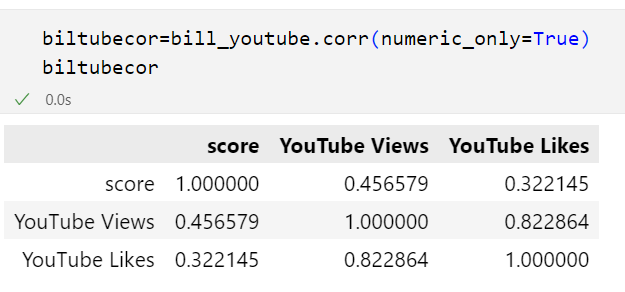 biltubecor=bill_youtube.corr(numeric_only=True)
biltubecor
0.0s
score YouTube Views YouTube Likes
score 1.000000 0.456579 0.322145
YouTube Views 0.456579 1.000000 0.822864
YouTube Likes 0.322145 0.822864 1.000000